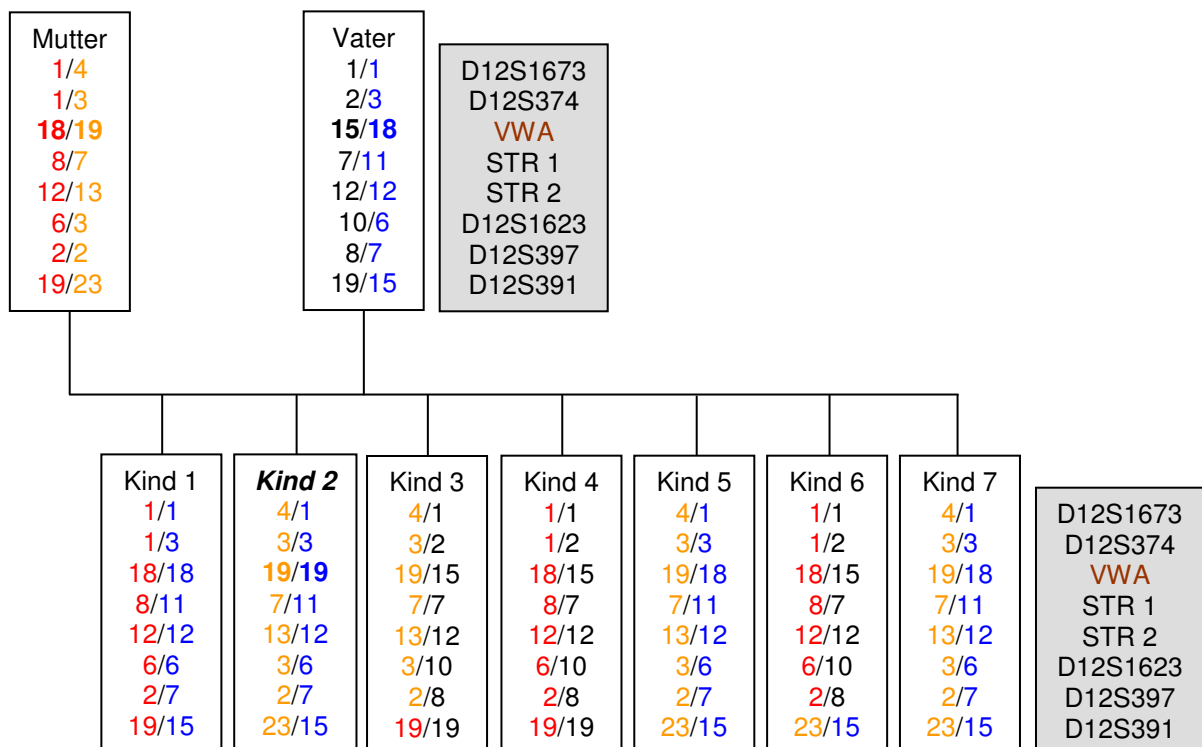 Mutter
1/4
1/3
18/19
8/7
12/13
6/3
2/2
19/23
Vater
1/1
2/3
15/18
7/11
12/12
10/6
8/7
19/15
D12S1673
D12S374
VWA
STR 1
STR 2
D12S1623
D12S397
D12S391
Kind 1
1/1
1/3
18/18
8/11
12/12
6/6
2/7
19/15
Kind 2
4/1
3/3
19/19
7/11
13/12
3/6
2/7
23/15
Kind 3
4/1
3/2
19/15
7/7
13/12
3/10
2/8
19/19
Kind 4
1/1
1/2
18/15
8/7
12/12
6/10
2/8
19/19
Kind 5
4/1
3/3
19/18
7/11
13/12
3/6
2/7
23/15
Kind 6
1/1
1/2
18/15
8/7
12/12
6/10
2/8
23/15
Kind 7
4/1
3/3
19/18
7/11
13/12
3/6
2/7
23/15
D12S1673
D12S374
VWA
STR 1
STR 2
D12S1623
D12S397
D12S391